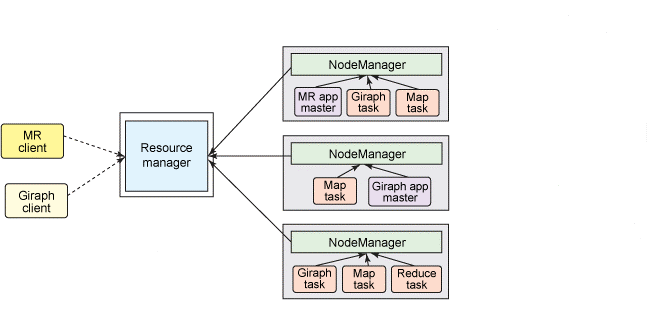 MR
client
Giraph
client
Resource
manager
NodeManager
MR app
master
Giraph
task
Map
task
NodeManager
Map
task
Giraph app
master
NodeManager
Giraph
task
Map
task
Reduce
task